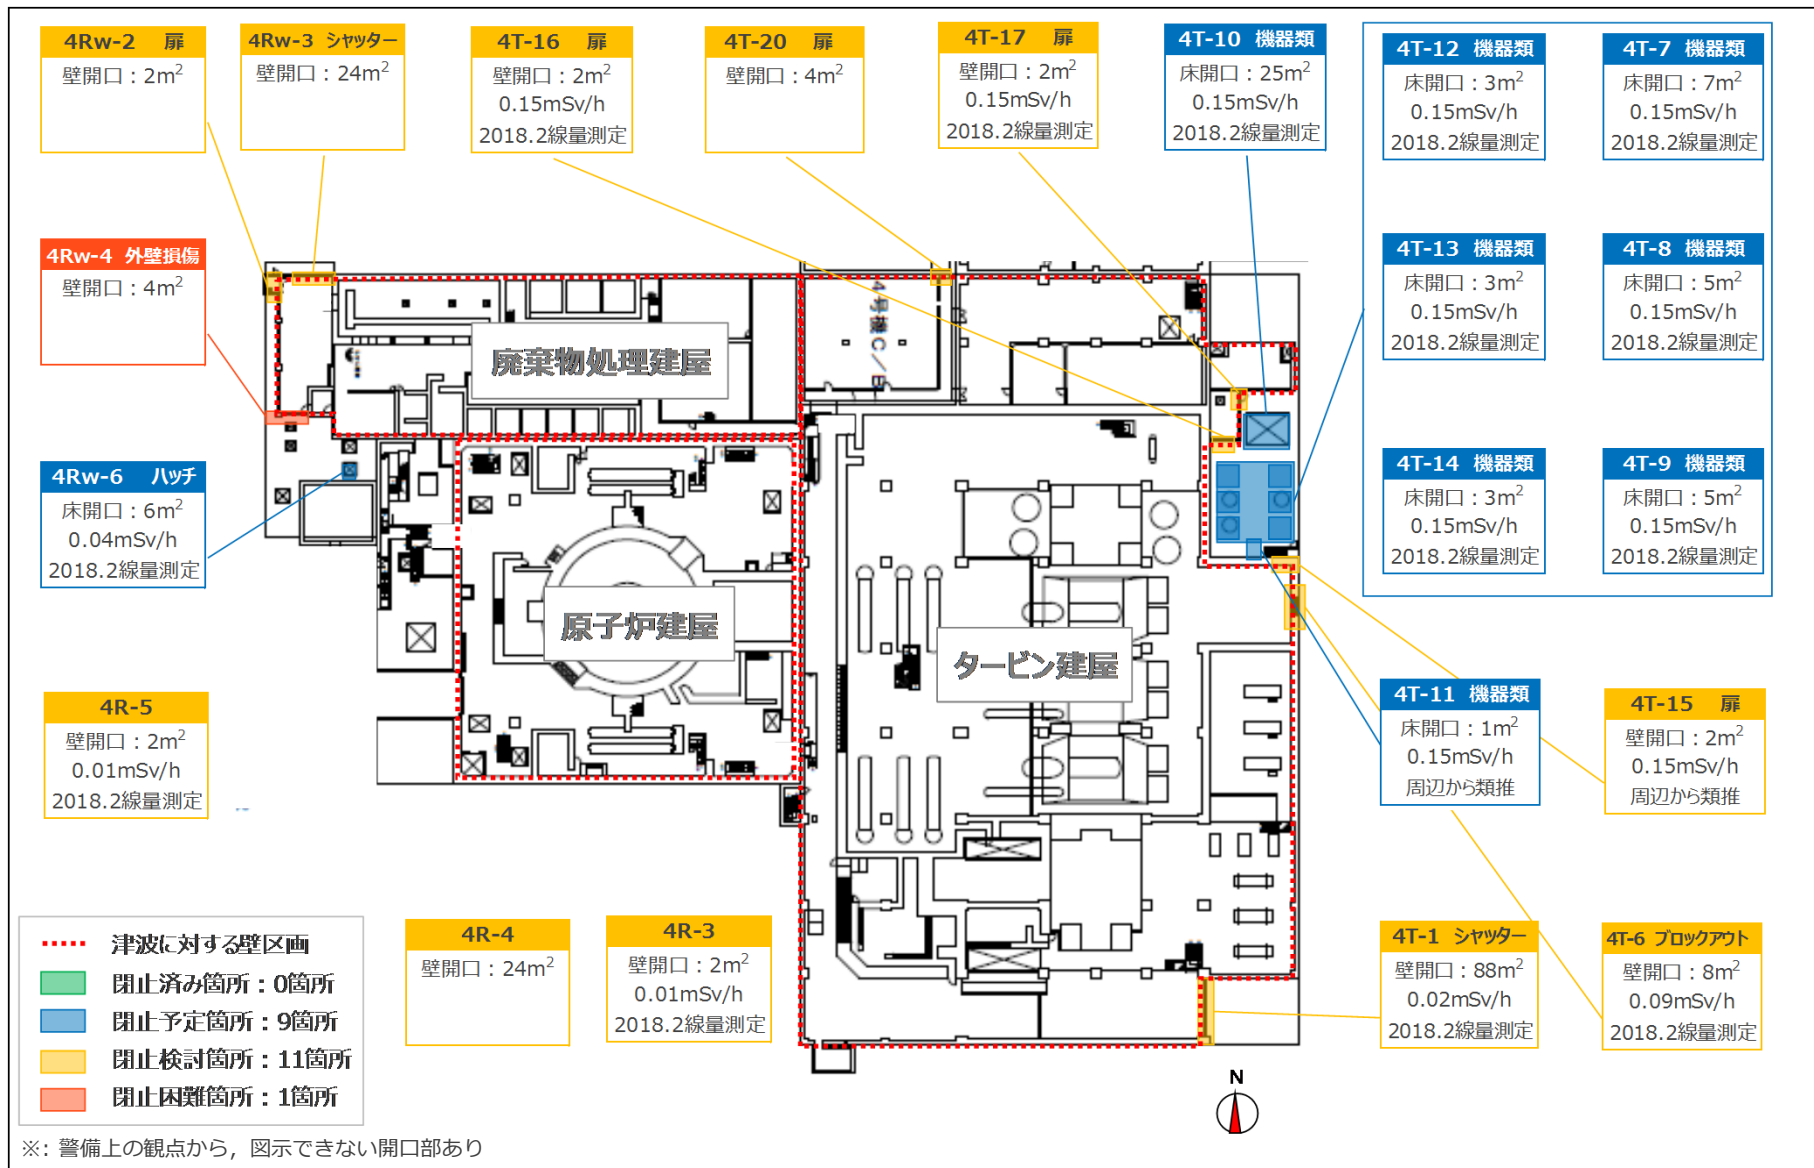 4Rw-2 扉
壁開口：2m²
4Rw-3 シャッター
壁開口：24m²
4T-16 扉
壁開口：2m²
0.15mSv/h
2018.2線量測定
4T-20 扉
壁開口：4m²
4T-17 扉
壁開口：2m²
0.15mSv/h
2018.2線量測定
4T-10 機器類
床開口：25m²
0.15mSv/h
2018.2線量測定
4T-12 機器類
床開口：3m²
0.15mSv/h
2018.2線量測定
4T-7 機器類
床開口：7m²
0.15mSv/h
2018.2線量測定
4Rw-4 外壁損傷
壁開口：4m²
4T-13 機器類
床開口：3m²
0.15mSv/h
2018.2線量測定
4T-8 機器類
床開口：5m²
0.15mSv/h
2018.2線量測定
廃棄物処理建屋
4号機C／B
4Rw-6 ハッチ
床開口：6m²
0.04mSv/h
2018.2線量測定
4T-14 機器類
床開口：3m²
0.15mSv/h
2018.2線量測定
4T-9 機器類
床開口：5m²
0.15mSv/h
2018.2線量測定
原子炉建屋
タービン建屋
4R-5
壁開口：2m²
0.01mSv/h
2018.2線量測定
4T-11 機器類
床開口：1m²
0.15mSv/h
周辺から類推
4T-15 扉
壁開口：2m²
0.15mSv/h
周辺から類推
4R-4
壁開口：24m²
4R-3
壁開口：2m²
0.01mSv/h
2018.2線量測定
4T-1 シャッター
壁開口：88m²
0.02mSv/h
2018.2線量測定
4T-6 ブロックアウト
壁開口：8m²
0.09mSv/h
2018.2線量測定
津波に対する壁区画
閉止済み箇所：0箇所
閉止予定箇所：9箇所
閉止検討箇所：11箇所
閉止困難箇所：1箇所
N
※: 警備上の観点から，図示できない開口部あり